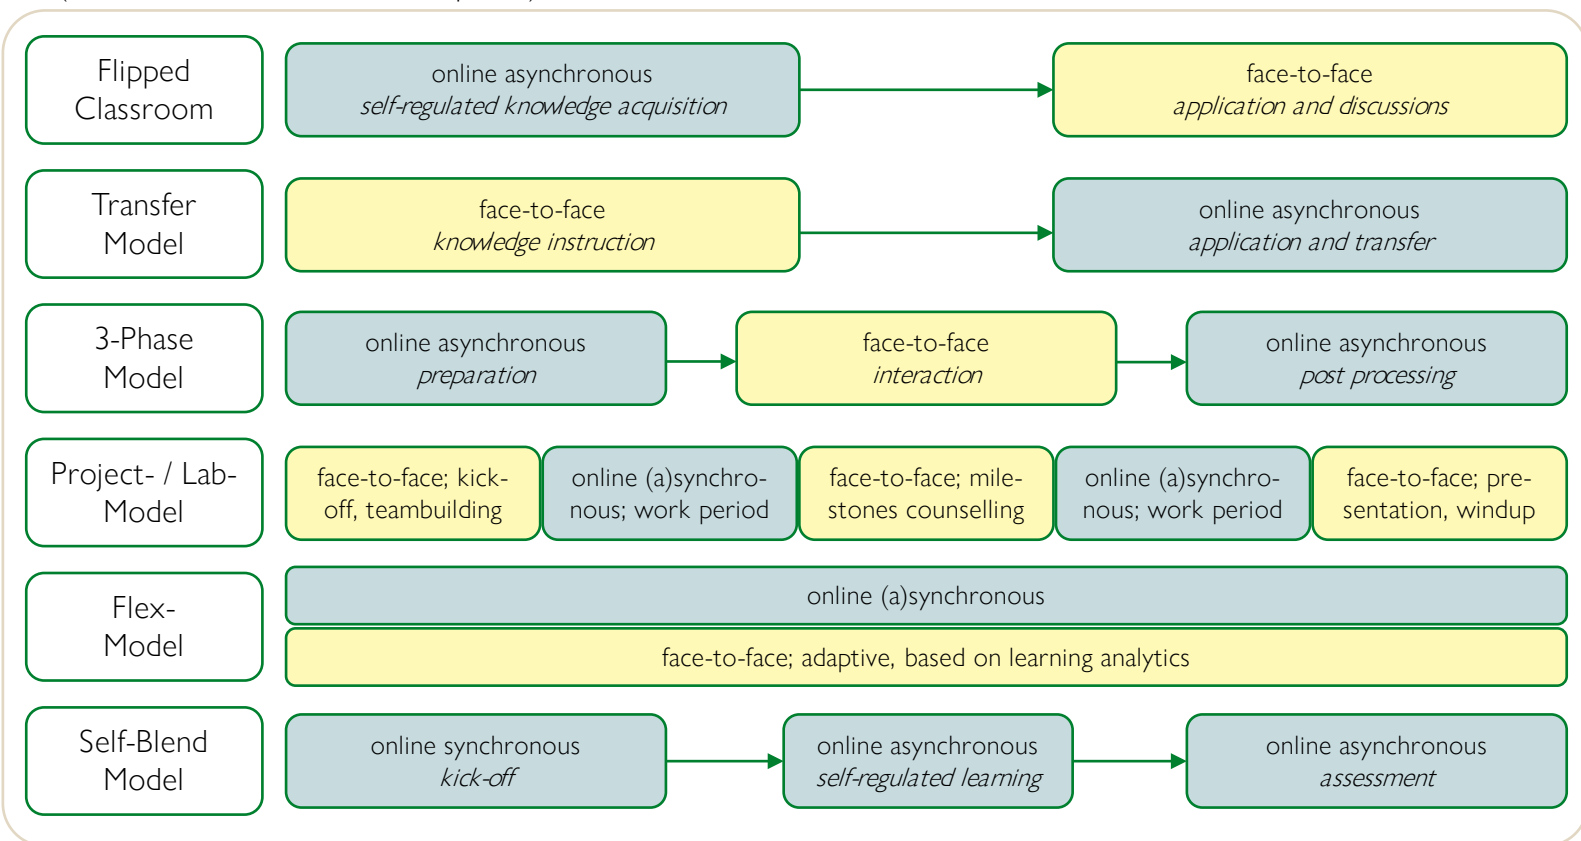 Flipped
Classroom
online asynchronous
self-regulated knowledge acquisition
face-to-face
application and discussions
Transfer
Model
face-to-face
knowledge instruction
online asynchronous
application and transfer
3-Phase
Model
online asynchronous
preparation
face-to-face
interaction
online asynchronous
post processing
Project- / Lab-
Model
face-to-face; kick-
off, teambuilding
online (a)synchro-
nous; work period
face-to-face; mile-
stones counselling
online (a)synchro-
nous; work period
face-to-face; pre-
sentation, windup
Flex-
Model
online (a)synchronous
face-to-face; adaptive, based on learning analytics
Self-Blend
Model
online synchronous
kick-off
online asynchronous
self-regulated learning
online asynchronous
assessment